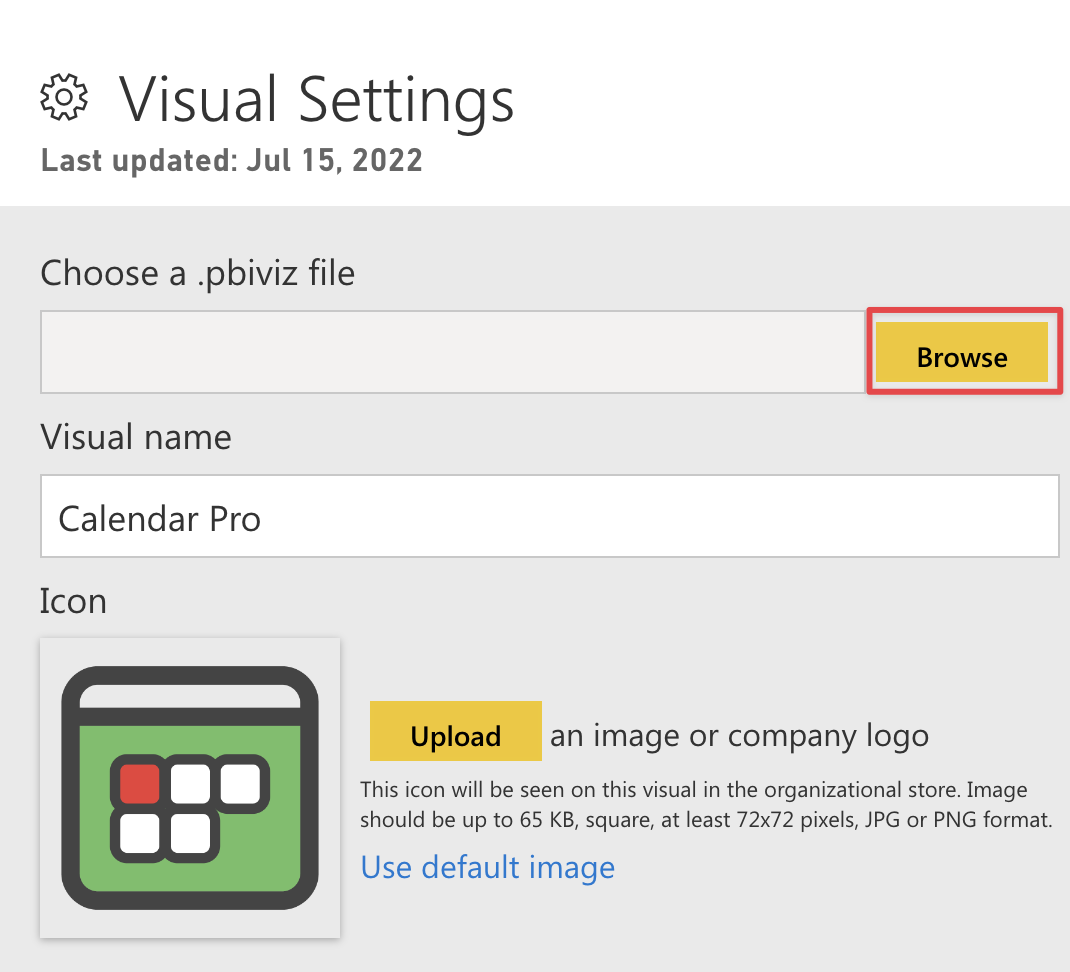 Visual Settings
Last updated: Jul 15, 2022
Choose a .pbiviz file
Browse
Visual name
Calendar Pro
Icon
Upload an image or company logo
This icon will be seen on this visual in the organizational store. Image
should be up to 65 KB, square, at least 72x72 pixels, JPG or PNG format.
Use default image